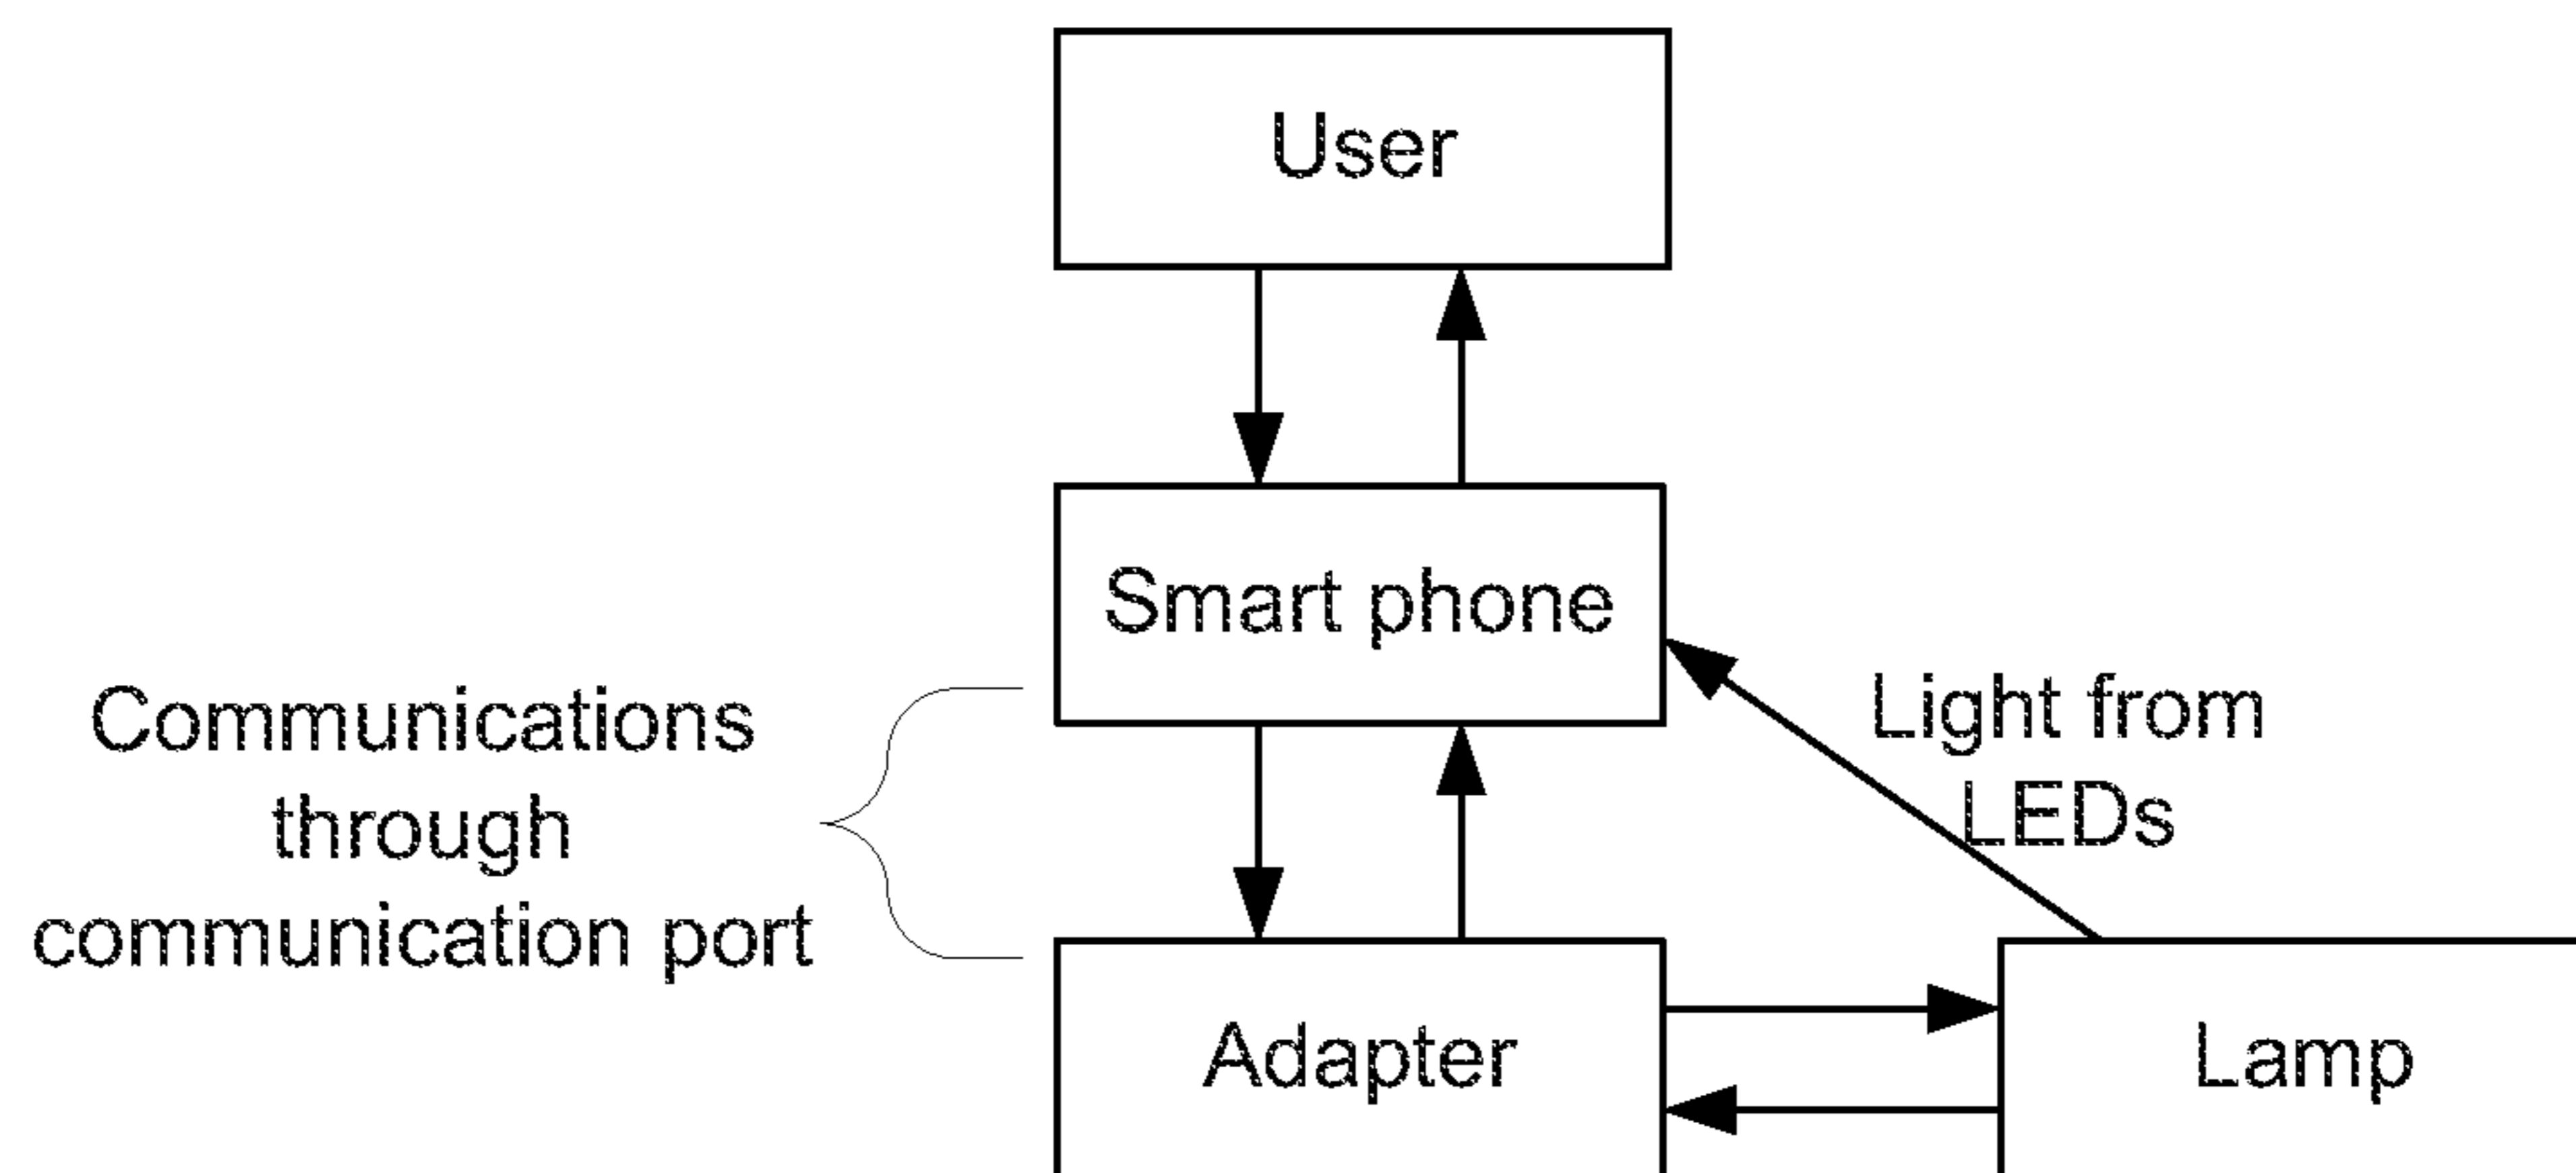 User
Smart phone
Communications
through
communication port
Light from
LEDs
Adapter
Lamp